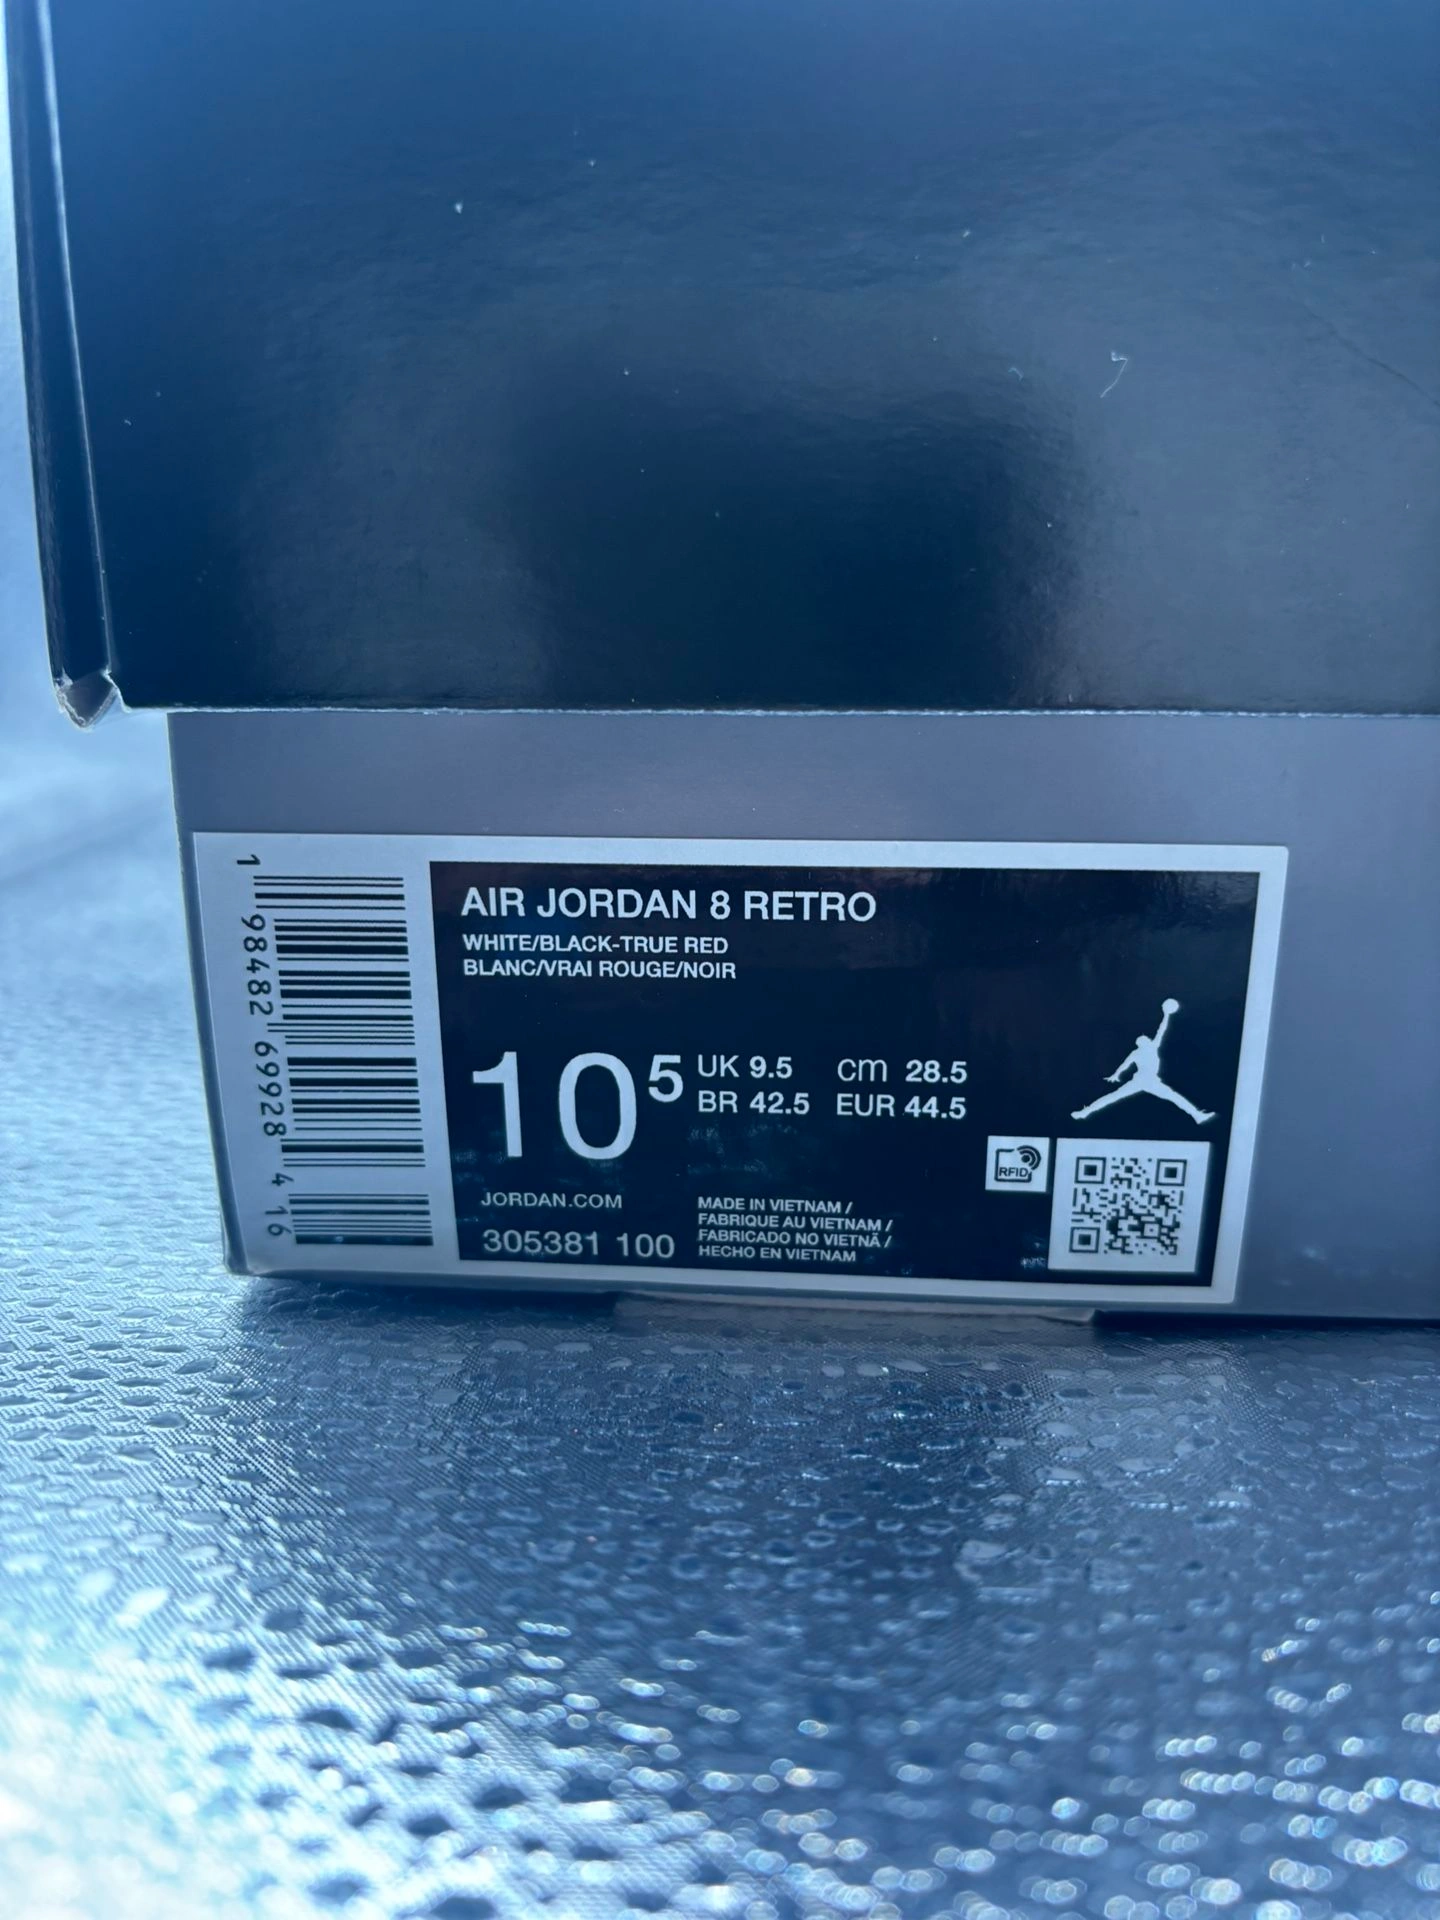 1 98482 69928 4 16
AIR JORDAN 8 RETRO
WHITE/BLACK-TRUE RED
BLANC/VRAI ROUGE/NOIR
10 5
UK 9.5 cm 28.5
BR 42.5 EUR 44.5
RFID
JORDAN.COM
305381 100
MADE IN VIETNAM /
FABRIQUE AU VIETNAM /
FABRICADO NO VIETNÃ /
HECHO EN VIETNAM